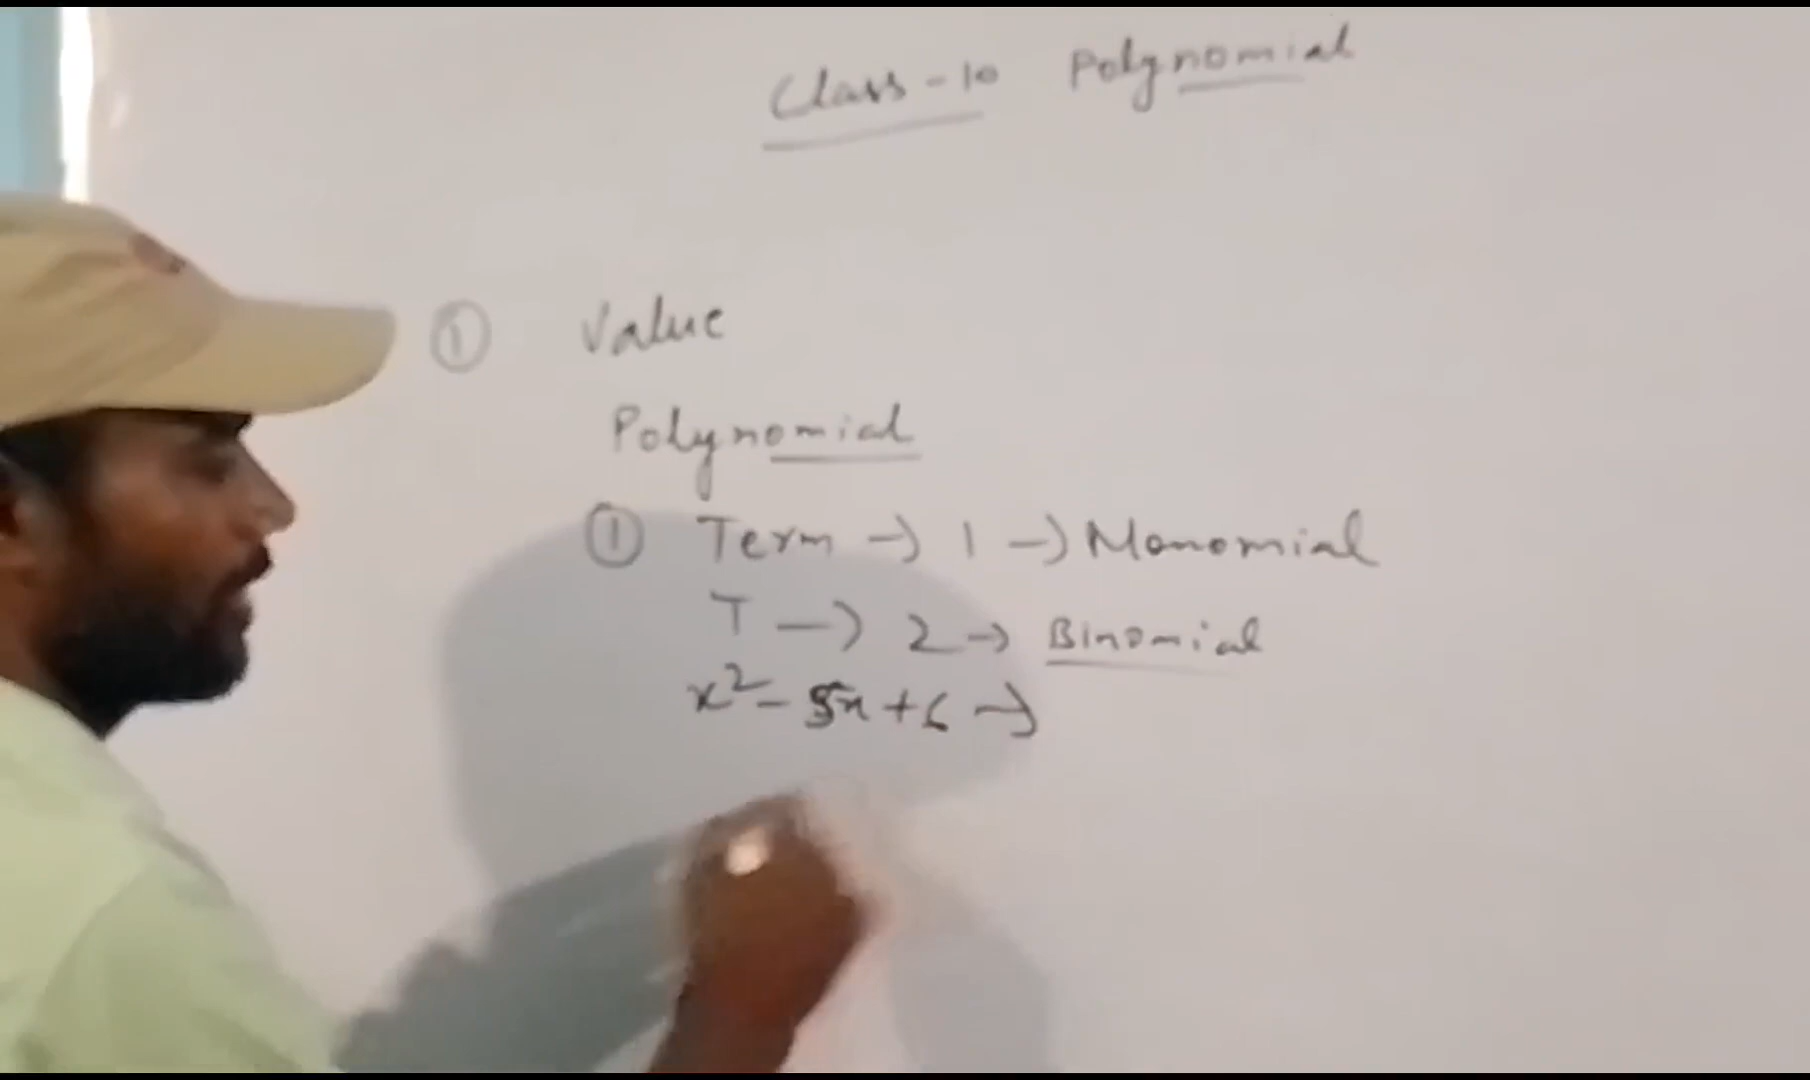 Class-10 Polynomial
① Value
Polynomial
① Term → 1 → Monomial
T → 2 → Binomial
x² - 5x + 6 →